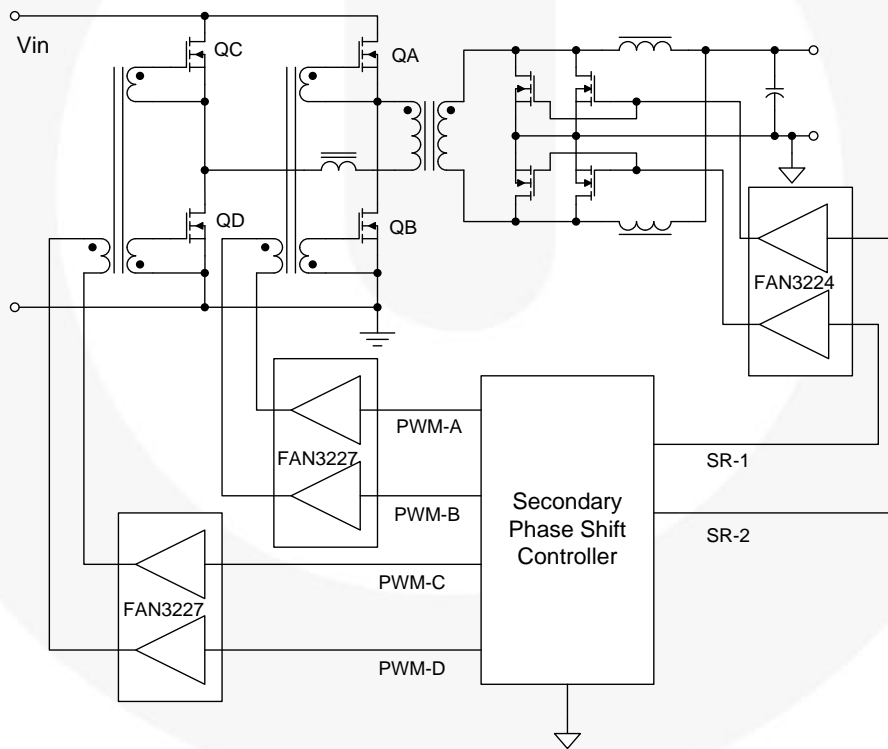 Vin
QC
QA
QD
QB
FAN3224
PWM-A
FAN3227
PWM-B
SR-1
Secondary
Phase Shift
Controller
SR-2
PWM-C
FAN3227
PWM-D